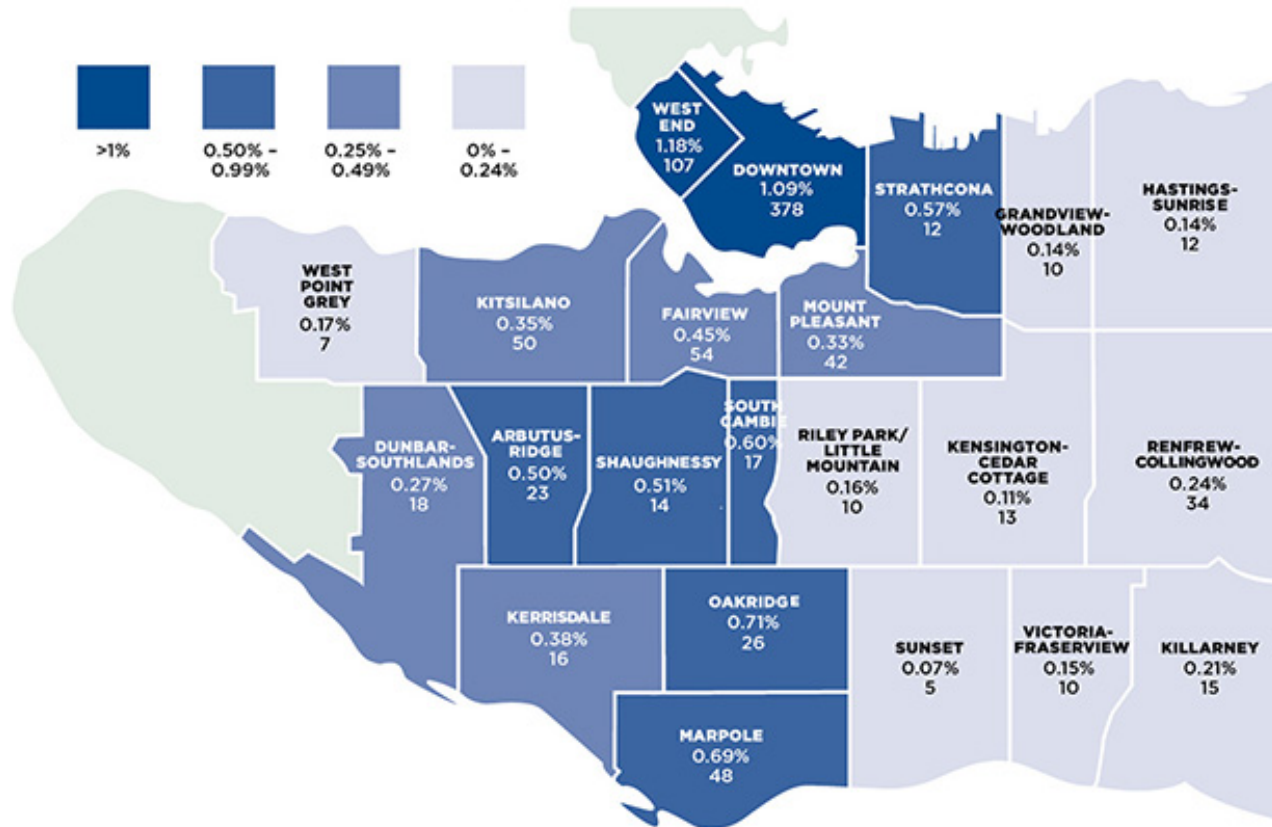 >1%
0.50% –
0.99%
0.25% –
0.49%
0% –
0.24%
WEST
END
1.18%
107
DOWNTOWN
1.09%
378
STRATHCONA
0.57%
12
GRANDVIEW-
WOODLAND
0.14%
10
HASTINGS-
SUNRISE
0.14%
12
WEST
POINT
GREY
0.17%
7
KITSILANO
0.35%
50
FAIRVIEW
0.45%
54
MOUNT
PLEASANT
0.33%
42
DUNBAR-
SOUTHLANDS
0.27%
18
ARBUTUS-
RIDGE
0.50%
23
SHAUGHNESSY
0.51%
14
SOUTH
CAMBIE
0.60%
17
RILEY PARK/
LITTLE
MOUNTAIN
0.16%
10
KENSINGTON-
CEDAR
COTTAGE
0.11%
13
RENFREW-
COLLINGWOOD
0.24%
34
KERRISDALE
0.38%
16
OAKRIDGE
0.71%
26
MARPOLE
0.69%
48
SUNSET
0.07%
5
VICTORIA-
FRASERVIEW
0.15%
10
KILLARNEY
0.21%
15